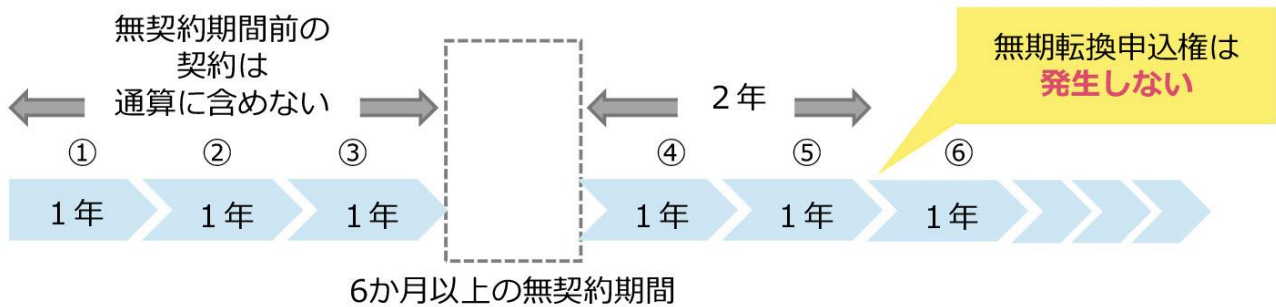 無契約期間前の
契約は
通算に含めない
2年
無期転換申込権は
発生しない
①
②
③
④
⑤
⑥
1年
1年
1年
1年
1年
1年
6か月以上の無契約期間